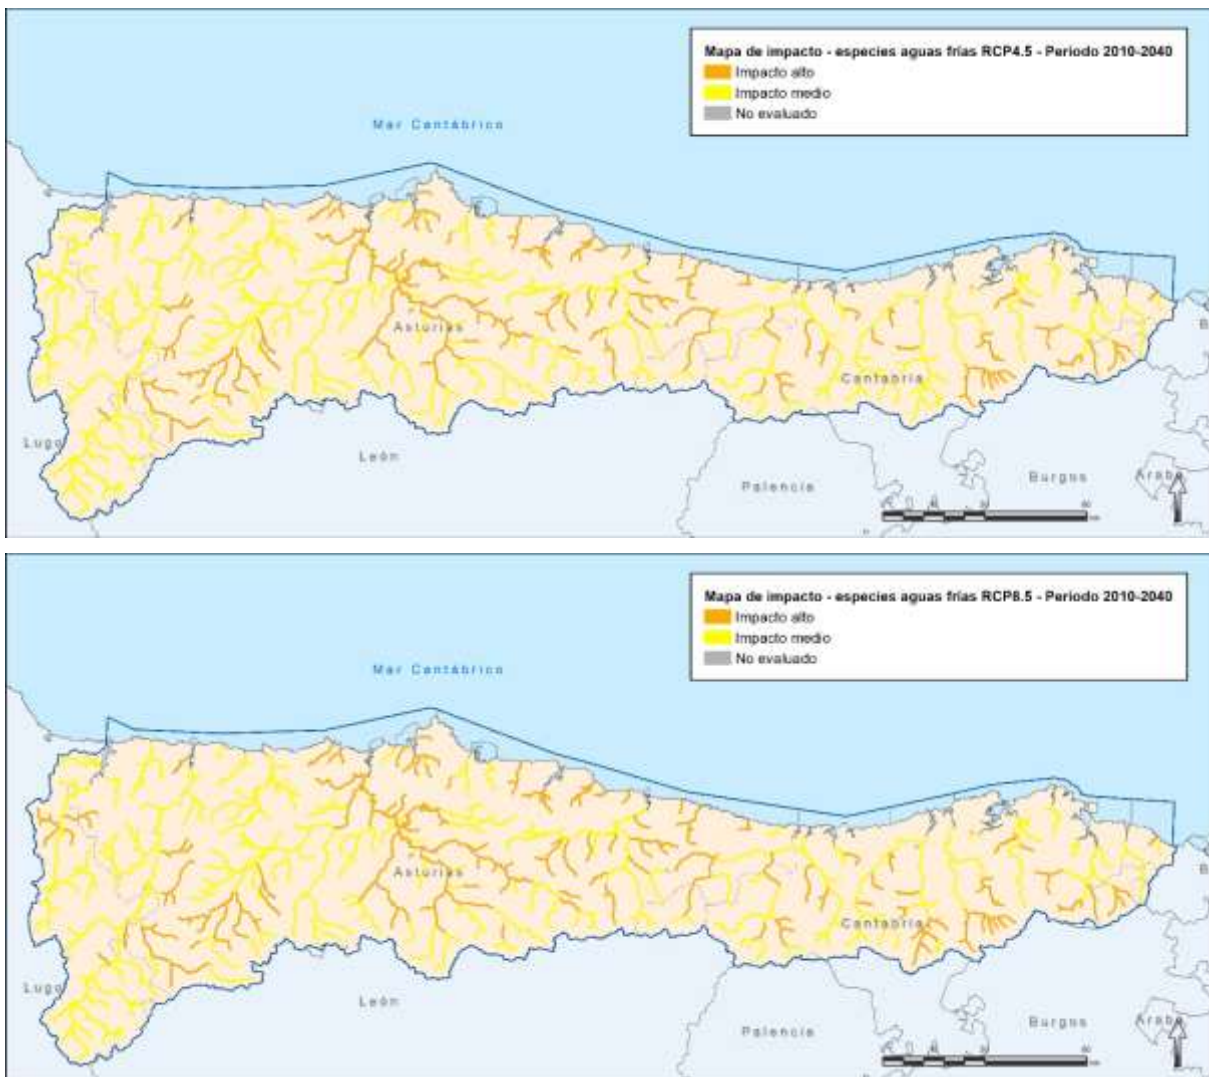 Mapa de impacto - especies aguas frías RCP4.5 - Periodo 2010-2040
Impacto alto
Impacto medio
No evaluado
Mar Cantábrico
Asturias
Cantabria
Lugo
León
Palencia
Burgos
Araba
Mapa de impacto - especies aguas frías RCP8.5 - Periodo 2010-2040
Impacto alto
Impacto medio
No evaluado
Mar Cantábrico
Asturias
Cantabria
Lugo
León
Palencia
Burgos
Araba